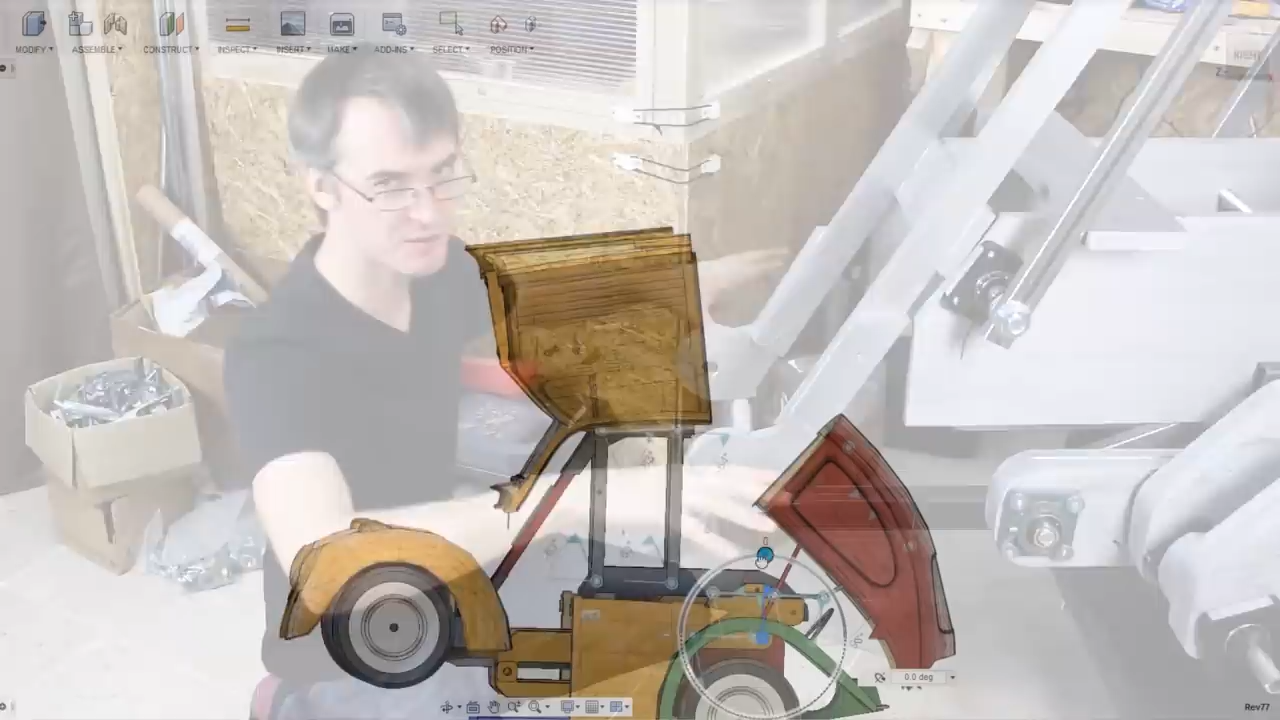 MODIFY ASSEMBLE CONSTRUCT INSPECT INSERT MAKE ADD-INS SELECT POSITION
Z
0.0 deg
Rev77